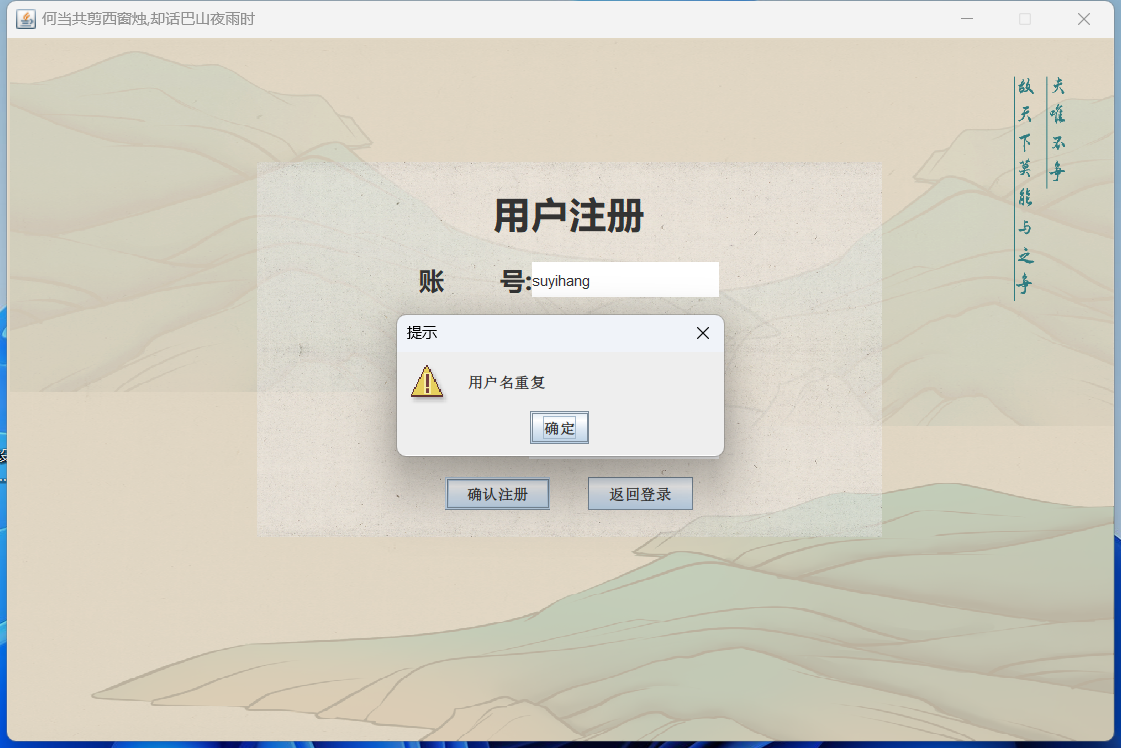 何当共剪西窗烛,却话巴山夜雨时
夫唯不争
故天下莫能与之争
用户注册
账 号:suyihang
提示
用户名重复
确定
确认注册
返回登录